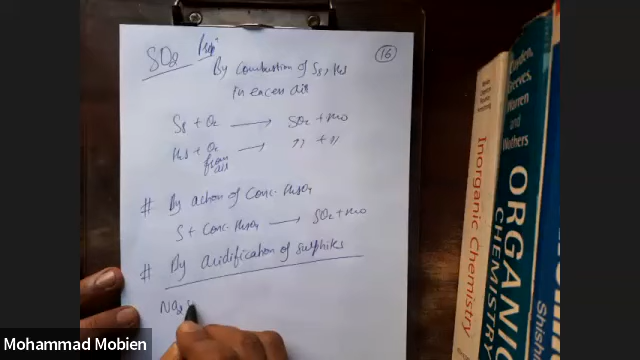 SO2 Prepⁿ
16
By Combustion of S8, H2S
In excess air
S8 + O2 → SO2 + H2O
H2S + O2 → " + "
from
air
# By action of Conc. H2SO4
S + Conc. H2SO4 → SO2 + H2O
# By acidification of sulphites
Na2
Inorganic Chemistry
ORGANIC
CHEMISTRY
Clayden, Greeves,
Warren and
Wothers
Mohammad Mobien